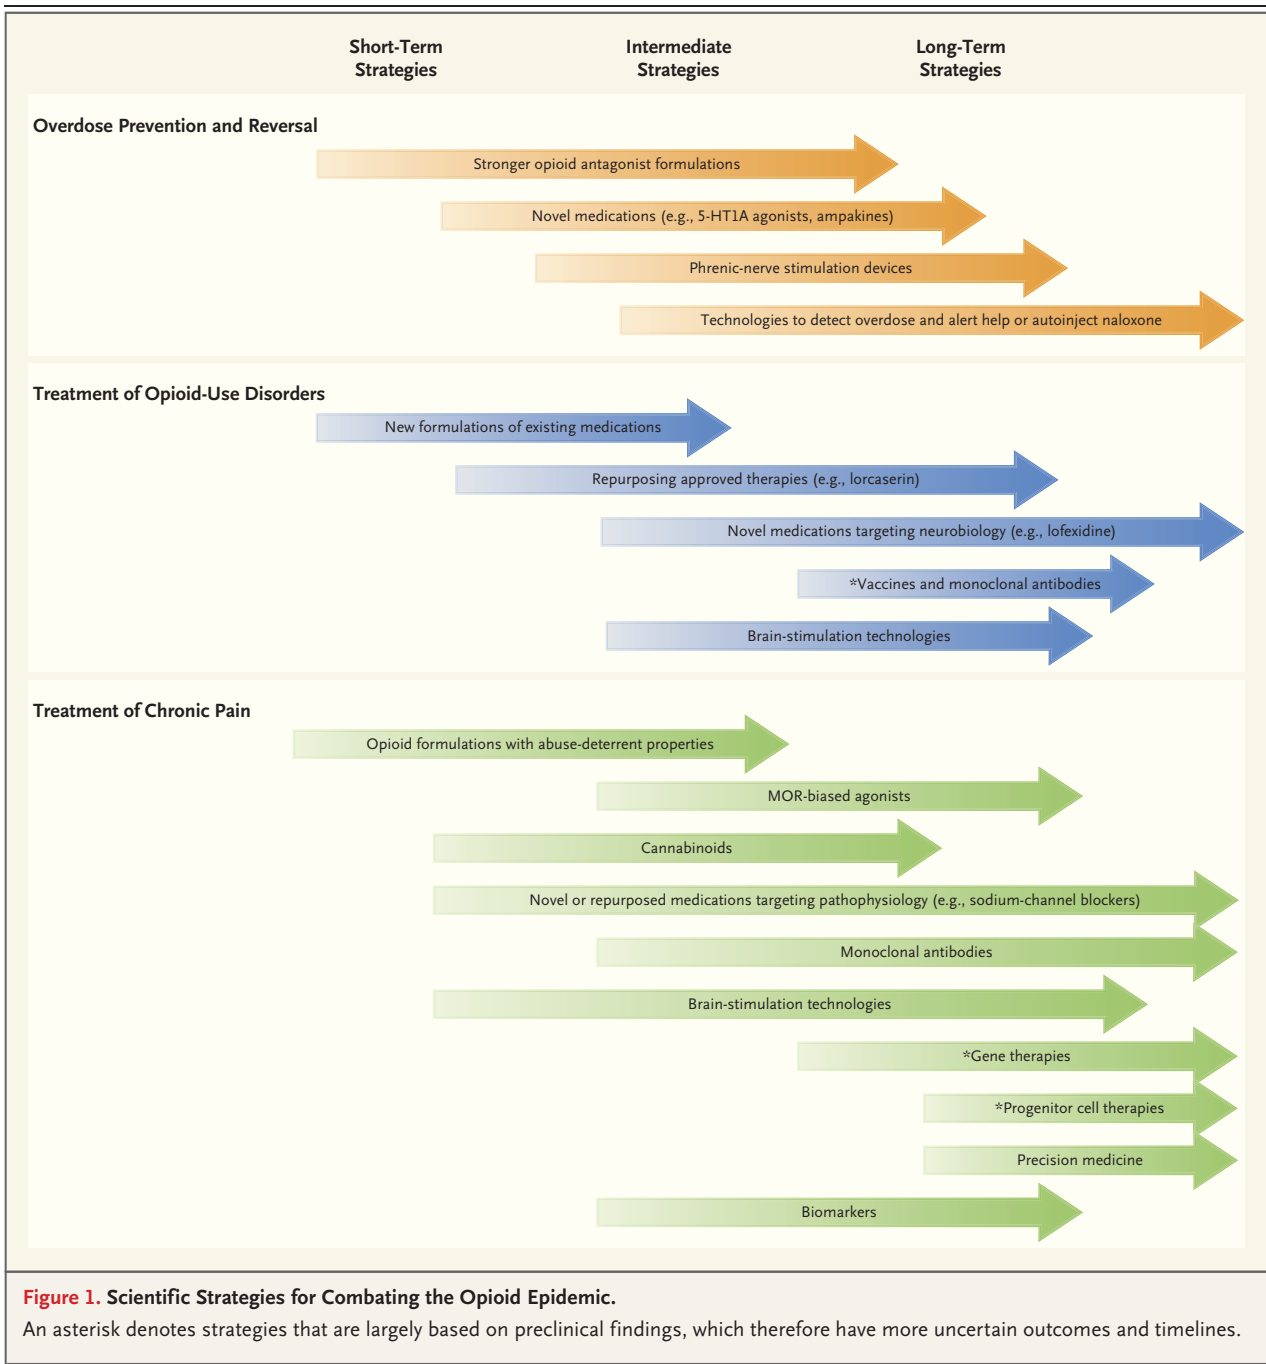 Short-Term
Strategies
Intermediate
Strategies
Long-Term
Strategies
Overdose Prevention and Reversal
Stronger opioid antagonist formulations
Novel medications (e.g., 5-HT1A agonists, ampakines)
Phrenic-nerve stimulation devices
Technologies to detect overdose and alert help or autoinject naloxone
Treatment of Opioid-Use Disorders
New formulations of existing medications
Repurposing approved therapies (e.g., lorcaserin)
Novel medications targeting neurobiology (e.g., lofexidine)
*Vaccines and monoclonal antibodies
Brain-stimulation technologies
Treatment of Chronic Pain
Opioid formulations with abuse-deterrent properties
MOR-biased agonists
Cannabinoids
Novel or repurposed medications targeting pathophysiology (e.g., sodium-channel blockers)
Monoclonal antibodies
Brain-stimulation technologies
*Gene therapies
*Progenitor cell therapies
Precision medicine
Biomarkers
Figure 1. Scientific Strategies for Combating the Opioid Epidemic.
An asterisk denotes strategies that are largely based on preclinical findings, which therefore have more uncertain outcomes and timelines.